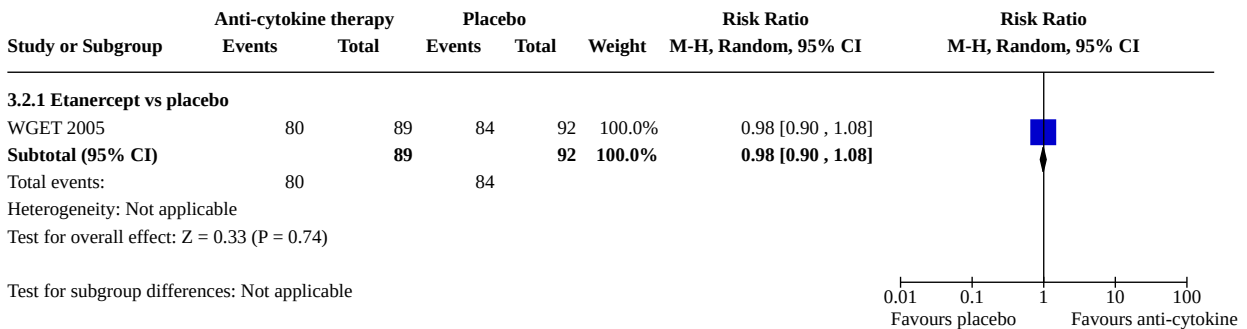 Anti-cytokine therapy Placebo Risk Ratio Risk Ratio
Study or Subgroup Events Total Events Total Weight M-H, Random, 95% CI M-H, Random, 95% CI
3.2.1 Etanercept vs placebo
WGET 2005 80 89 84 92 100.0% 0.98 [0.90 , 1.08]
Subtotal (95% CI) 89 92 100.0% 0.98 [0.90 , 1.08]
Total events: 80 84
Heterogeneity: Not applicable
Test for overall effect: Z = 0.33 (P = 0.74)
Test for subgroup differences: Not applicable
0.01 0.1 1 10 100
Favours placebo Favours anti-cytokine